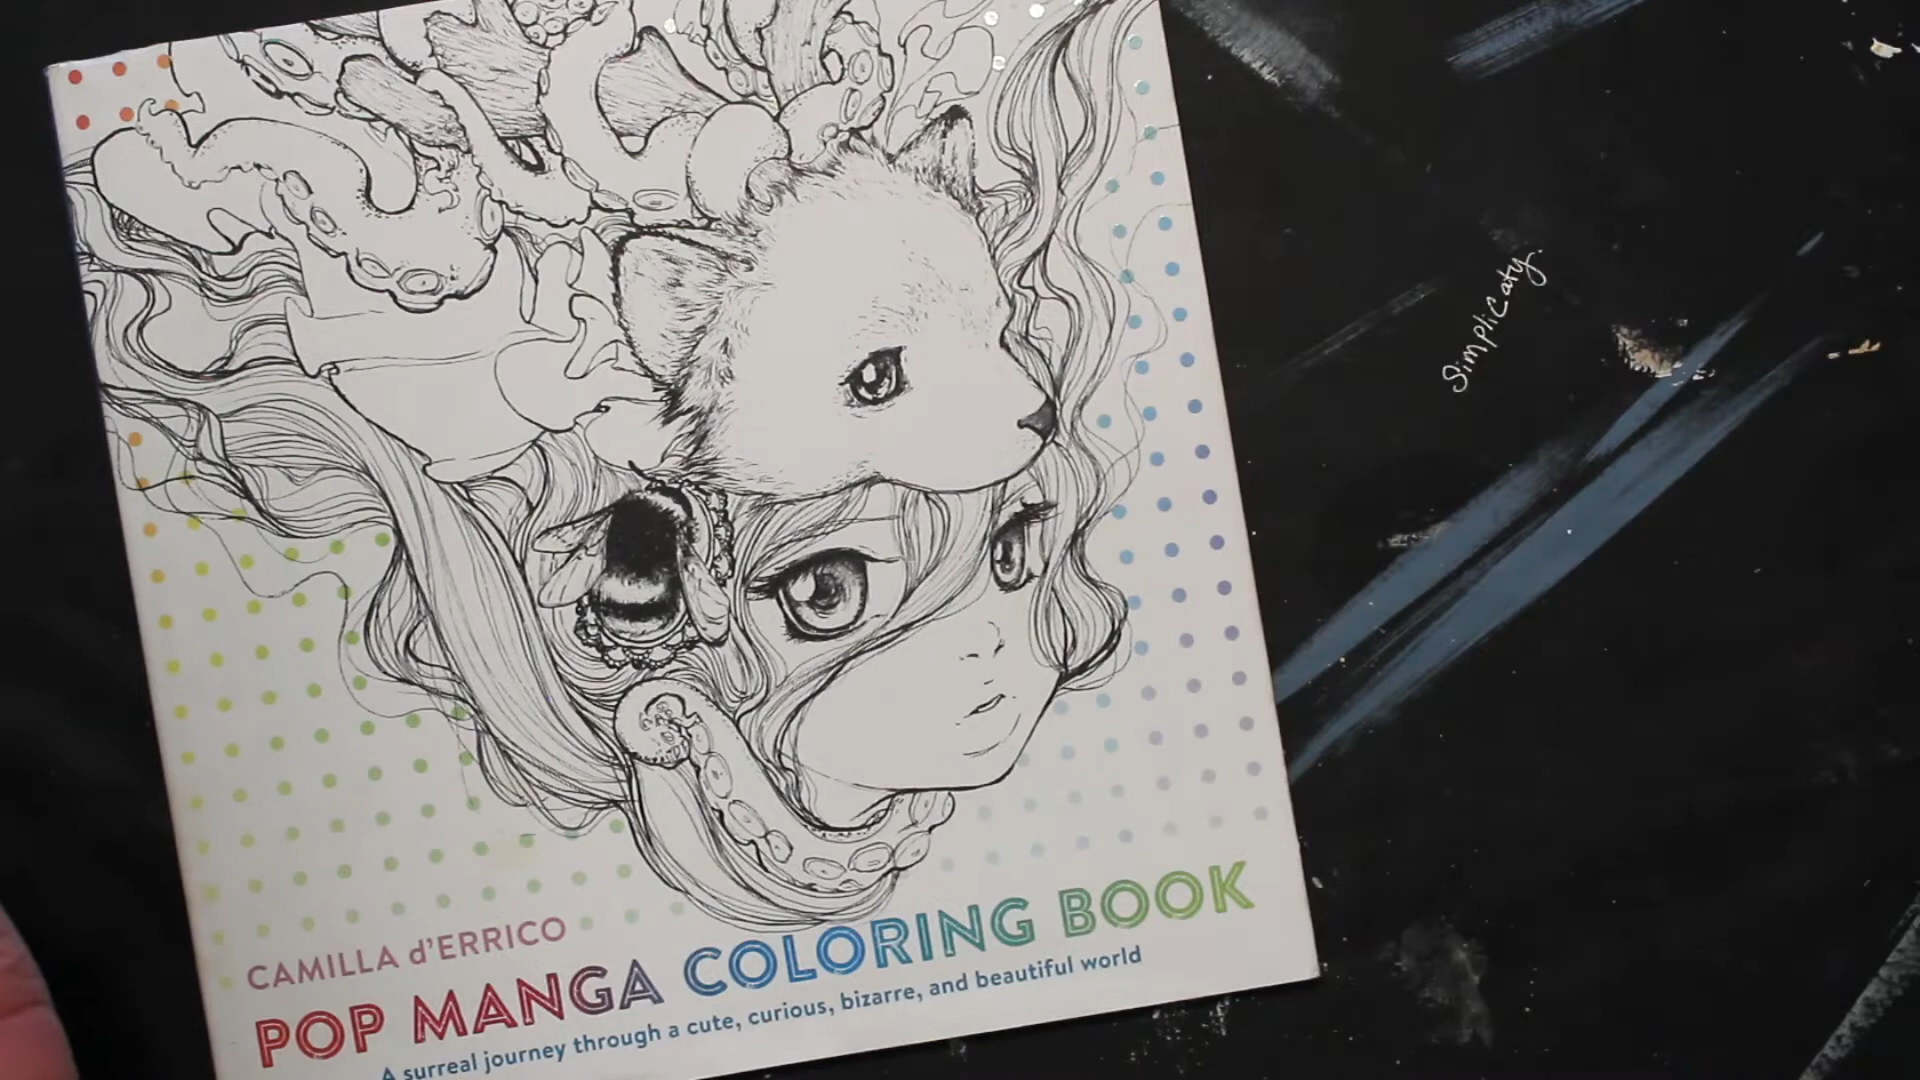 Simplicaty.
CAMILLA d'ERRICO
POP MANGA COLORING BOOK
A surreal journey through a cute, curious, bizarre, and beautiful world